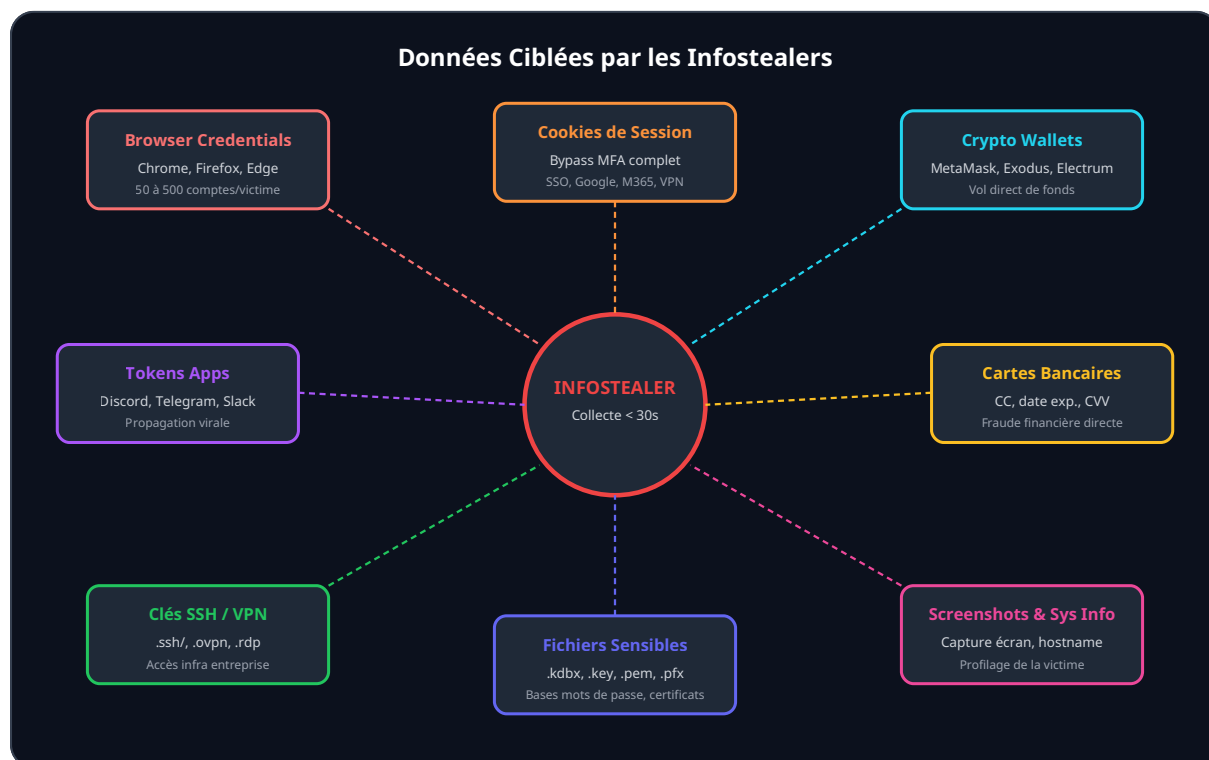 Données Ciblées par les Infostealers
Browser Credentials
Chrome, Firefox, Edge
50 à 500 comptes/victime
Cookies de Session
Bypass MFA complet
SSO, Google, M365, VPN
Crypto Wallets
MetaMask, Exodus, Electrum
Vol direct de fonds
Tokens Apps
Discord, Telegram, Slack
Propagation virale
INFOSTEALER
Collecte < 30s
Cartes Bancaires
CC, date exp., CVV
Fraude financière directe
Clés SSH / VPN
.ssh/, .ovpn, .rdp
Accès infra entreprise
Fichiers Sensibles
.kdbx, .key, .pem, .pfx
Bases mots de passe, certificats
Screenshots & Sys Info
Capture écran, hostname
Profilage de la victime